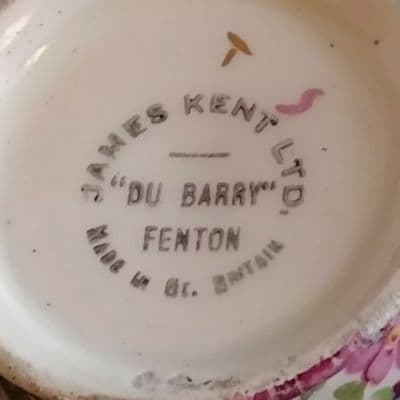 JAMES KENT LTD.
"DU BARRY"
FENTON
MADE IN GT. BRITAIN